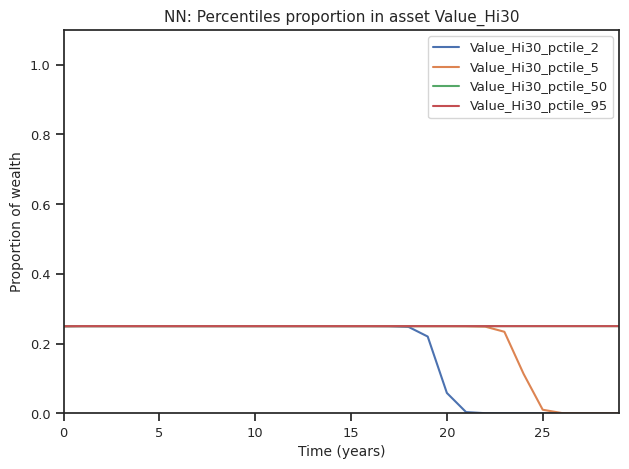 NN: Percentiles proportion in asset Value_Hi30
Value_Hi30_pctile_2
Value_Hi30_pctile_5
Value_Hi30_pctile_50
Value_Hi30_pctile_95
Proportion of wealth
1.0
0.8
0.6
0.4
0.2
0.0
0 5 10 15 20 25
Time (years)